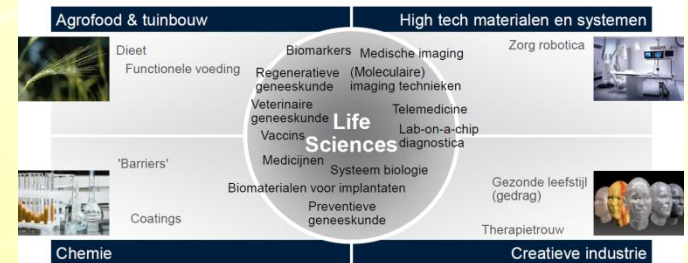 Agrofood & tuinbouw
High tech materialen en systemen
Dieet
Functionele voeding
Biomarkers
Medische imaging
Zorg robotica
Regeneratieve
geneeskunde
(Moleculaire)
imaging technieken
Veterinaire
geneeskunde
Telemedicine
Life
Sciences
Vaccins
Lab-on-a-chip
diagnostica
Medicijnen
Systeem biologie
'Barriers'
Biomaterialen voor implantaten
Gezonde leefstijl
(gedrag)
Preventieve
geneeskunde
Coatings
Therapietrouw
Chemie
Creatieve industrie